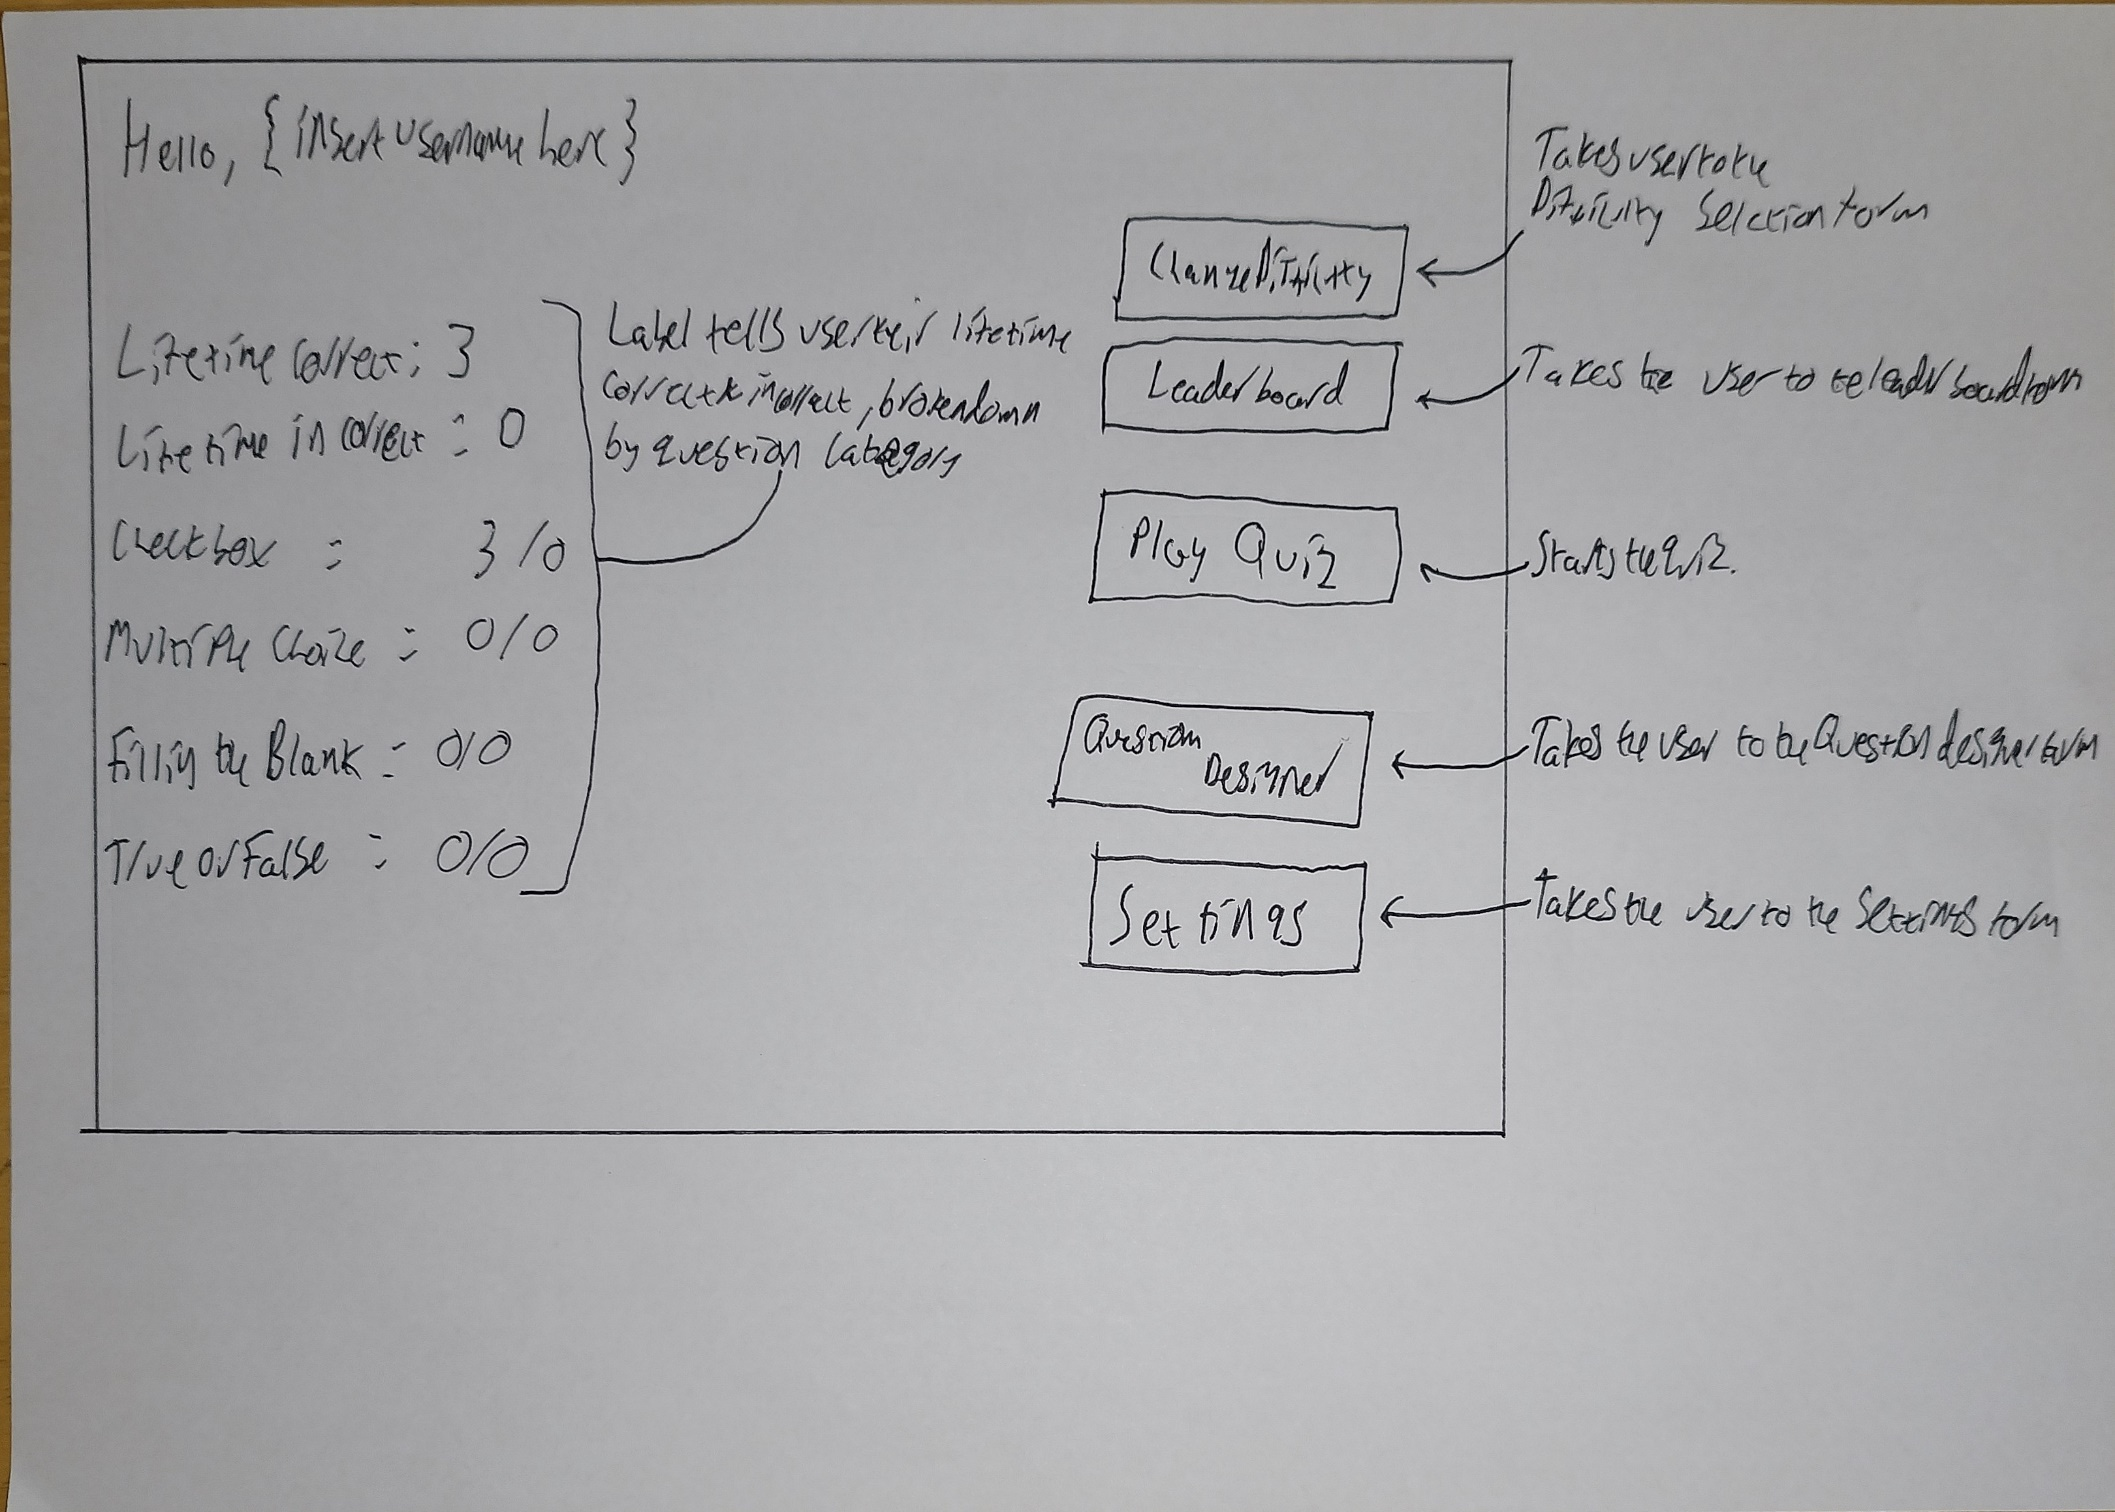 Hello, {insert username here}
Takes user to the
Difficulty Selection form
Change Difficulty
Lifetime correct: 3
Label tells user their lifetime
correct & incorrect, broken down
by question category
Leaderboard
Takes the user to the leaderboard form
Lifetime incorrect: 0
Checkbox : 3/0
Play Quiz
Starts the quiz.
Multiple Choice : 0/0
Fill in the Blank : 0/0
Question
Designer
Takes the user to the Question designer form
True or False : 0/0
Settings
Takes the user to the Settings form